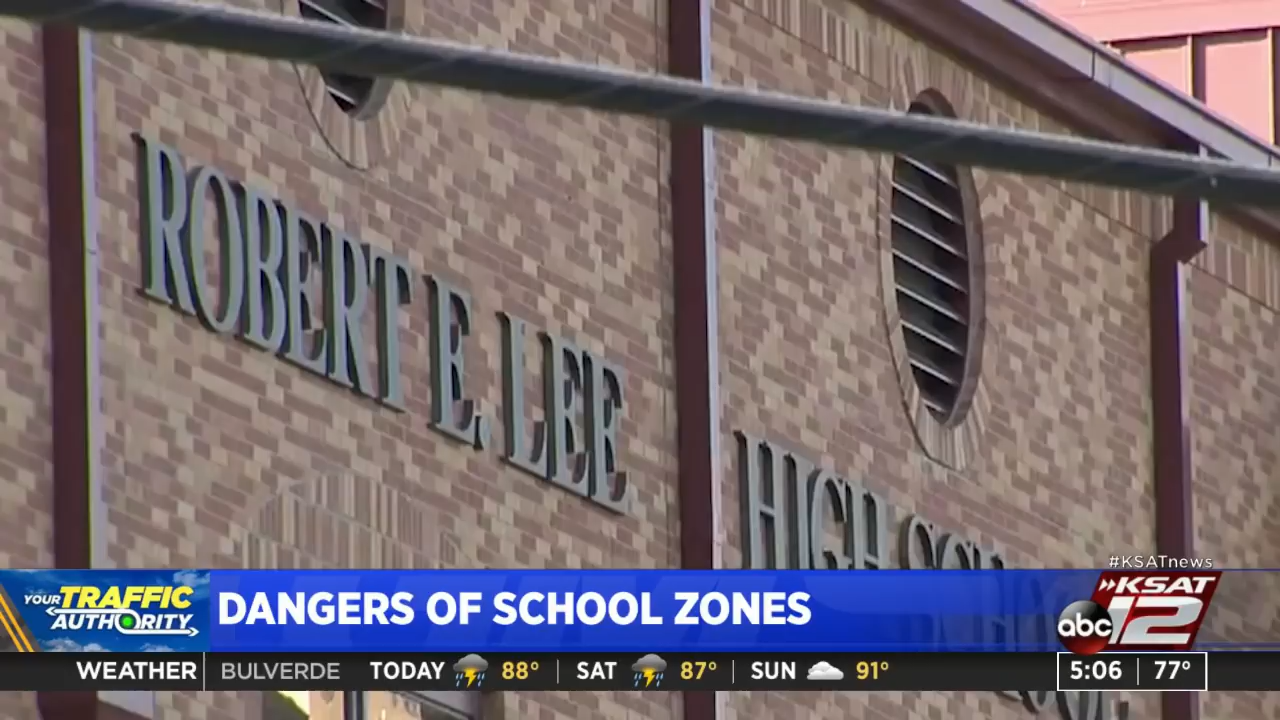 ROBERT E. LEE
HIGH SCHOOL
#KSATnews
YOUR TRAFFIC
AUTHORITY
DANGERS OF SCHOOL ZONES
KSAT
abc 12
WEATHER BULVERDE TODAY 88° SAT 87° SUN 91° 5:06 77°